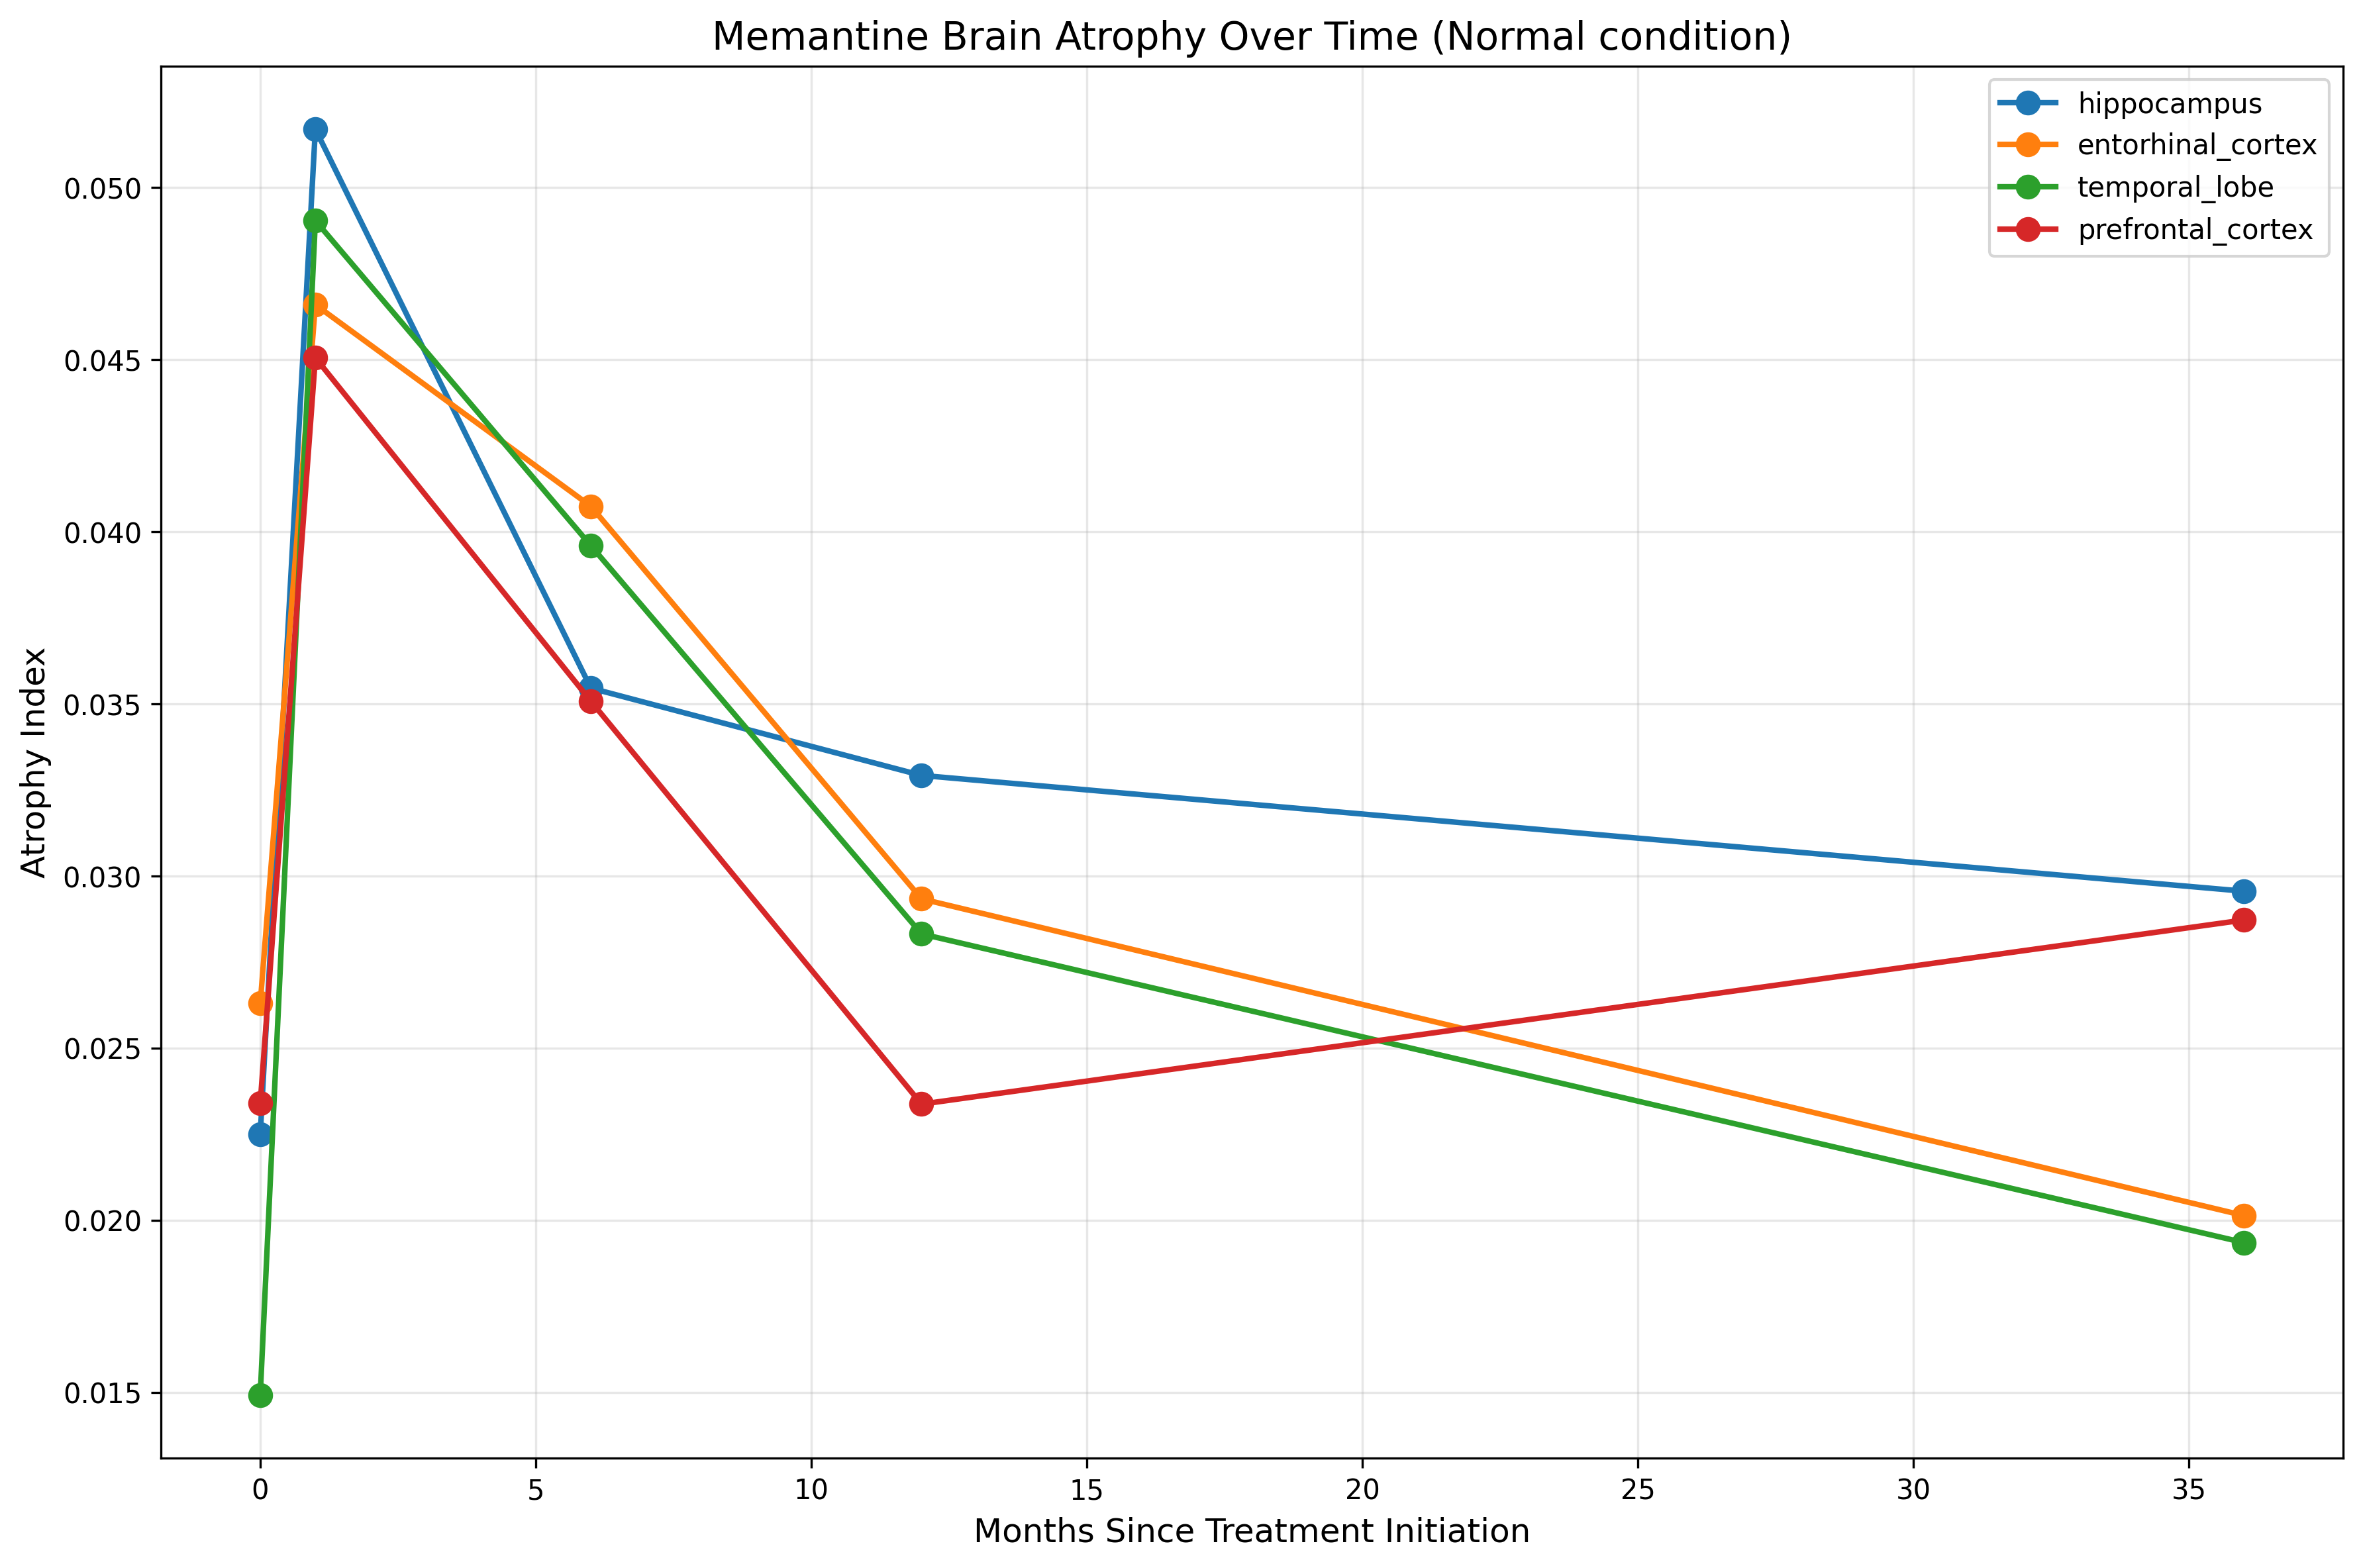 Memantine Brain Atrophy Over Time (Normal condition)
hippocampus
entorhinal_cortex
temporal_lobe
prefrontal_cortex
Atrophy Index
0.050
0.045
0.040
0.035
0.030
0.025
0.020
0.015
0 5 10 15 20 25 30 35
Months Since Treatment Initiation